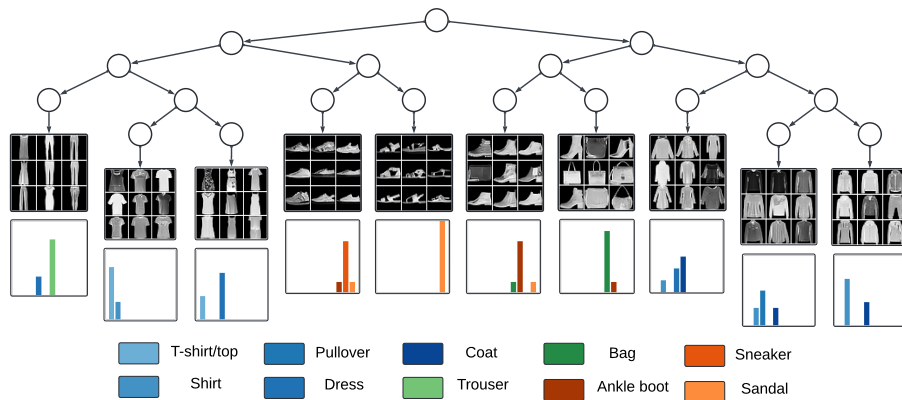 T-shirt/top Pullover Coat Bag Sneaker
Shirt Dress Trouser Ankle boot Sandal